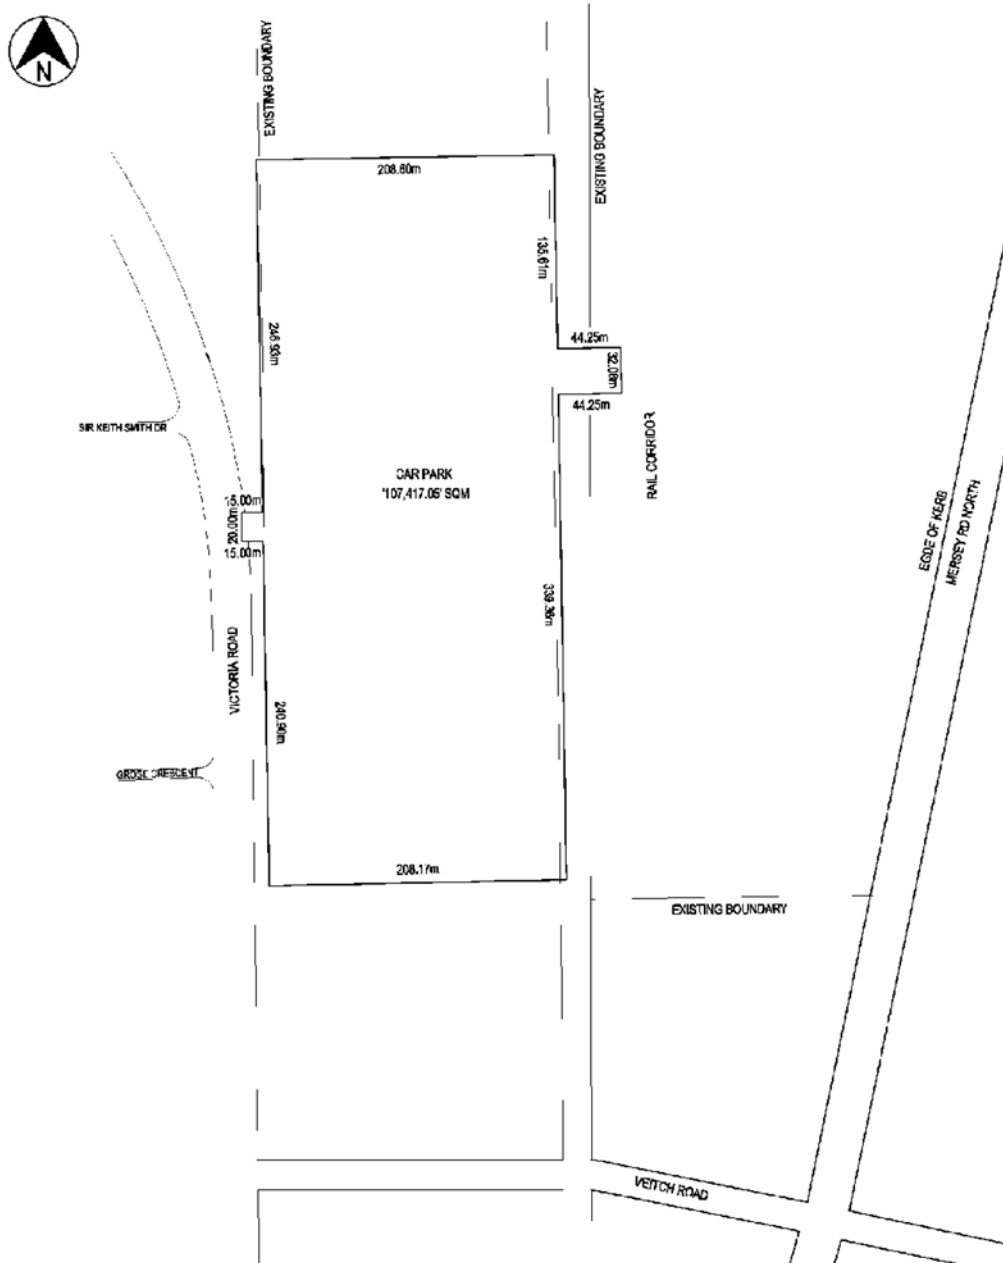 N
EXISTING BOUNDARY
EXISTING BOUNDARY
208.60m
135.61m
246.93m
44.25m
32.08m
44.25m
SIR KEITH SMITH DR
RAIL CORRIDOR
CAR PARK
'107,417.05' SQM
15.00m
20.00m
15.00m
EGDE OF KERB
MERSEY RD NORTH
339.36m
VICTORIA ROAD
240.90m
GROSE CRESCENT
208.17m
EXISTING BOUNDARY
VEITCH ROAD